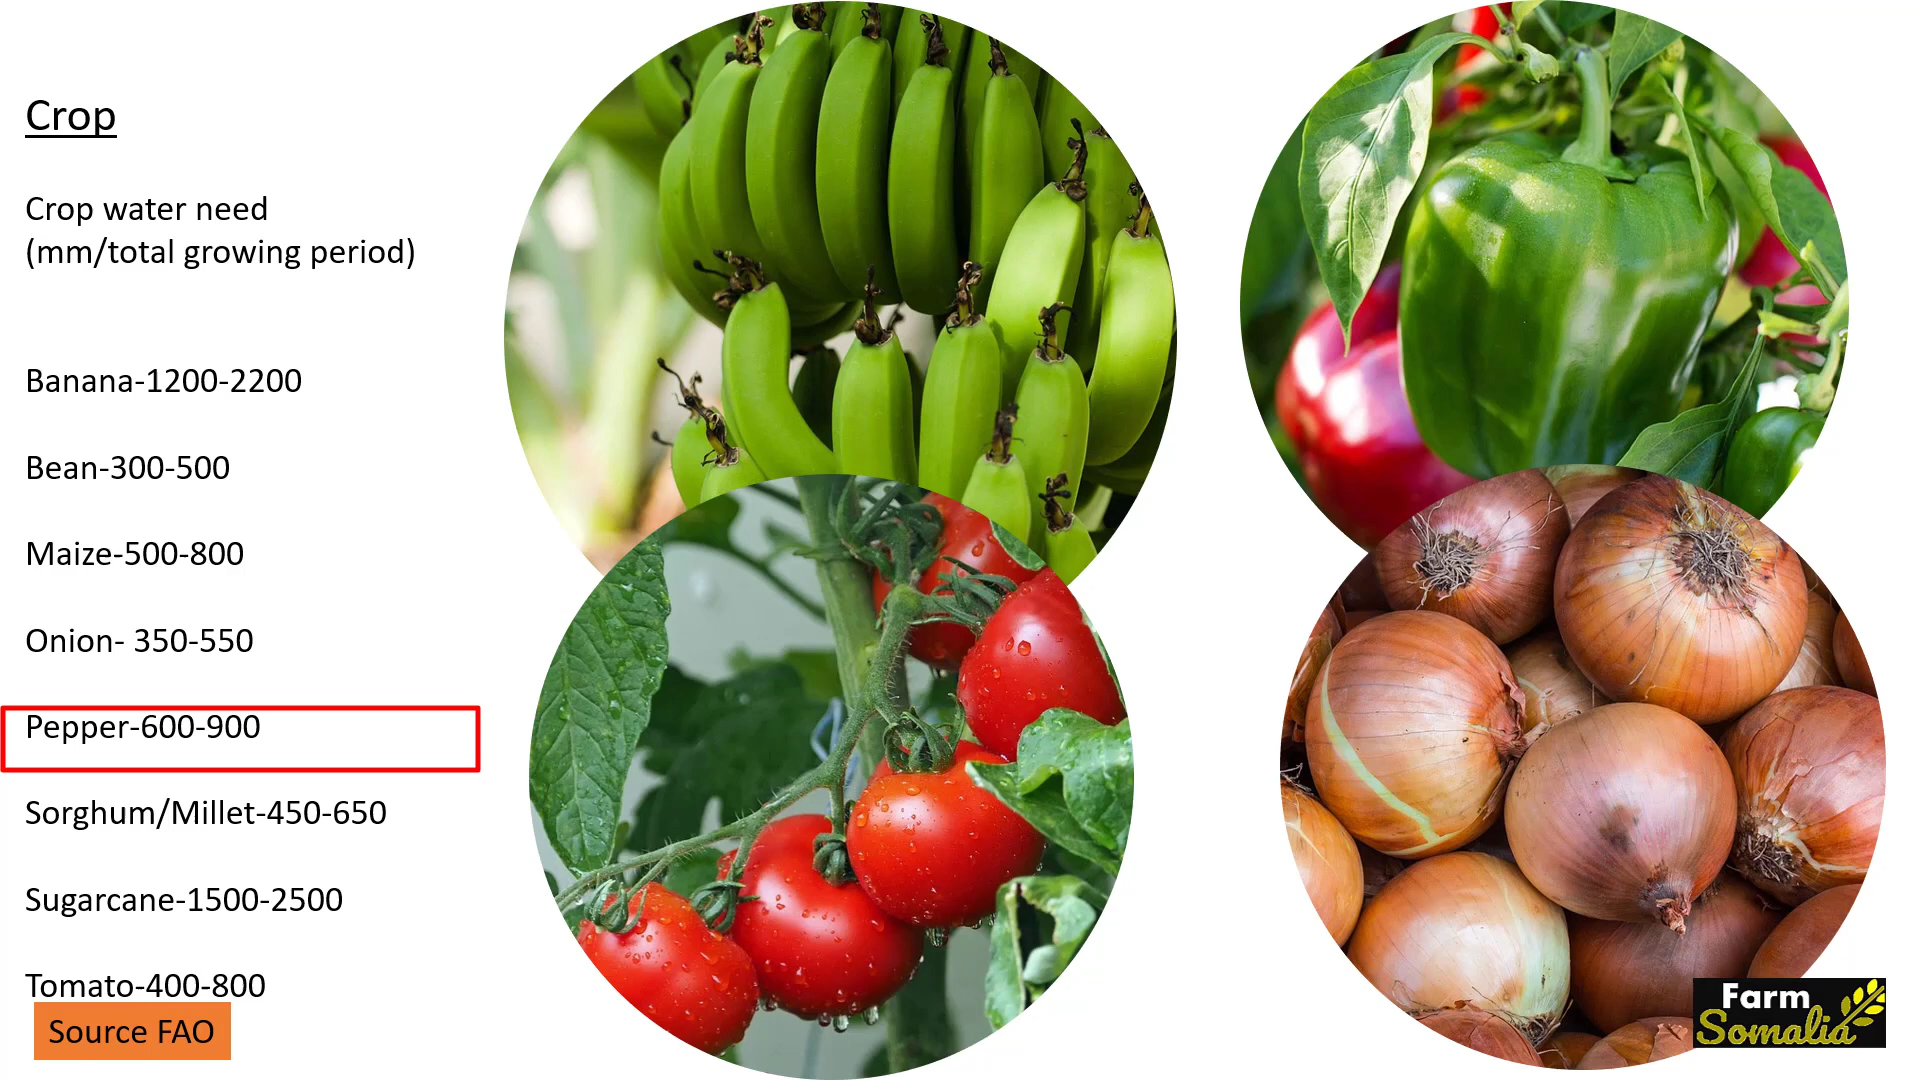 Crop
Crop water need
(mm/total growing period)
Banana-1200-2200
Bean-300-500
Maize-500-800
Onion- 350-550
Pepper-600-900
Sorghum/Millet-450-650
Sugarcane-1500-2500
Tomato-400-800
Source FAO
Farm
Somalia